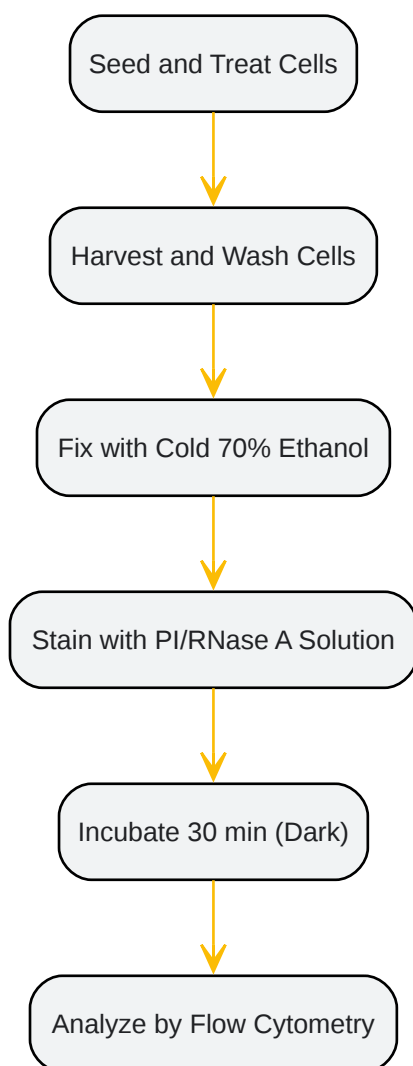 Seed and Treat Cells
Harvest and Wash Cells
Fix with Cold 70% Ethanol
Stain with PI/RNase A Solution
Incubate 30 min (Dark)
Analyze by Flow Cytometry